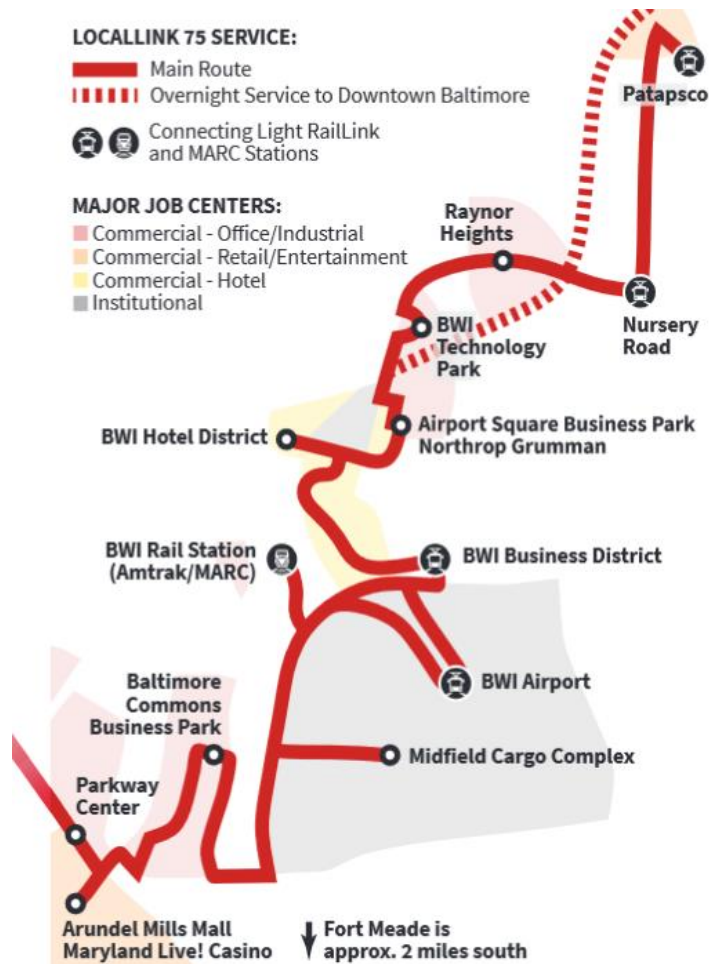 LOCALLINK 75 SERVICE:
Main Route
Overnight Service to Downtown Baltimore
Connecting Light RailLink
and MARC Stations
MAJOR JOB CENTERS:
Commercial - Office/Industrial
Commercial - Retail/Entertainment
Commercial - Hotel
Institutional
Patapsco
Raynor
Heights
Nursery
Road
BWI
Technology
Park
Airport Square Business Park
Northrop Grumman
BWI Hotel District
BWI Rail Station
(Amtrak/MARC)
BWI Business District
BWI Airport
Baltimore
Commons
Business Park
Midfield Cargo Complex
Parkway
Center
Arundel Mills Mall
Maryland Live! Casino
Fort Meade is
approx. 2 miles south